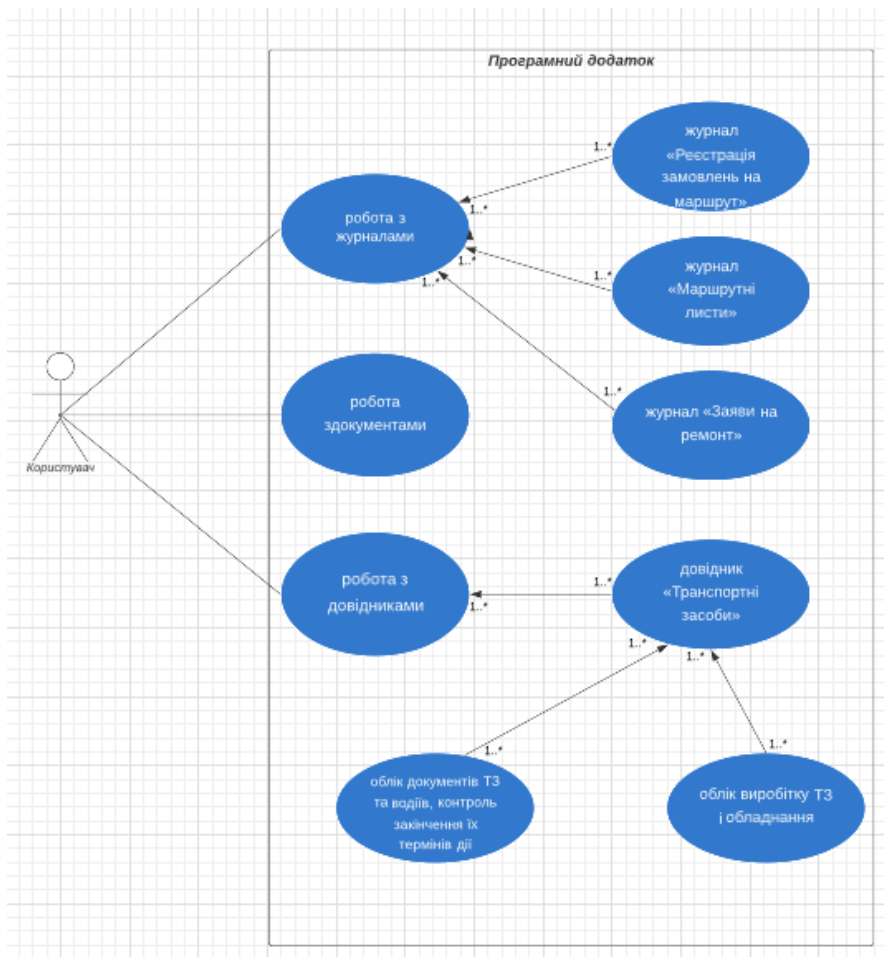 Програмний додаток
журнал
«Реєстрація
замовлень на
маршрут»
1..*
1..*
робота з
журналами
1..*
1..*
журнал
«Маршрутні
листи»
1..*
1..*
журнал «Заяви на
ремонт»
робота
здокументами
Користувач
робота з
довідниками
1..*
1..*
довідник
«Транспортні
засоби»
1..*
1..*
1..*
1..*
облік документів ТЗ
та водіїв, контроль
закінчення їх
термінів дії
облік виробітку ТЗ
і обладнання